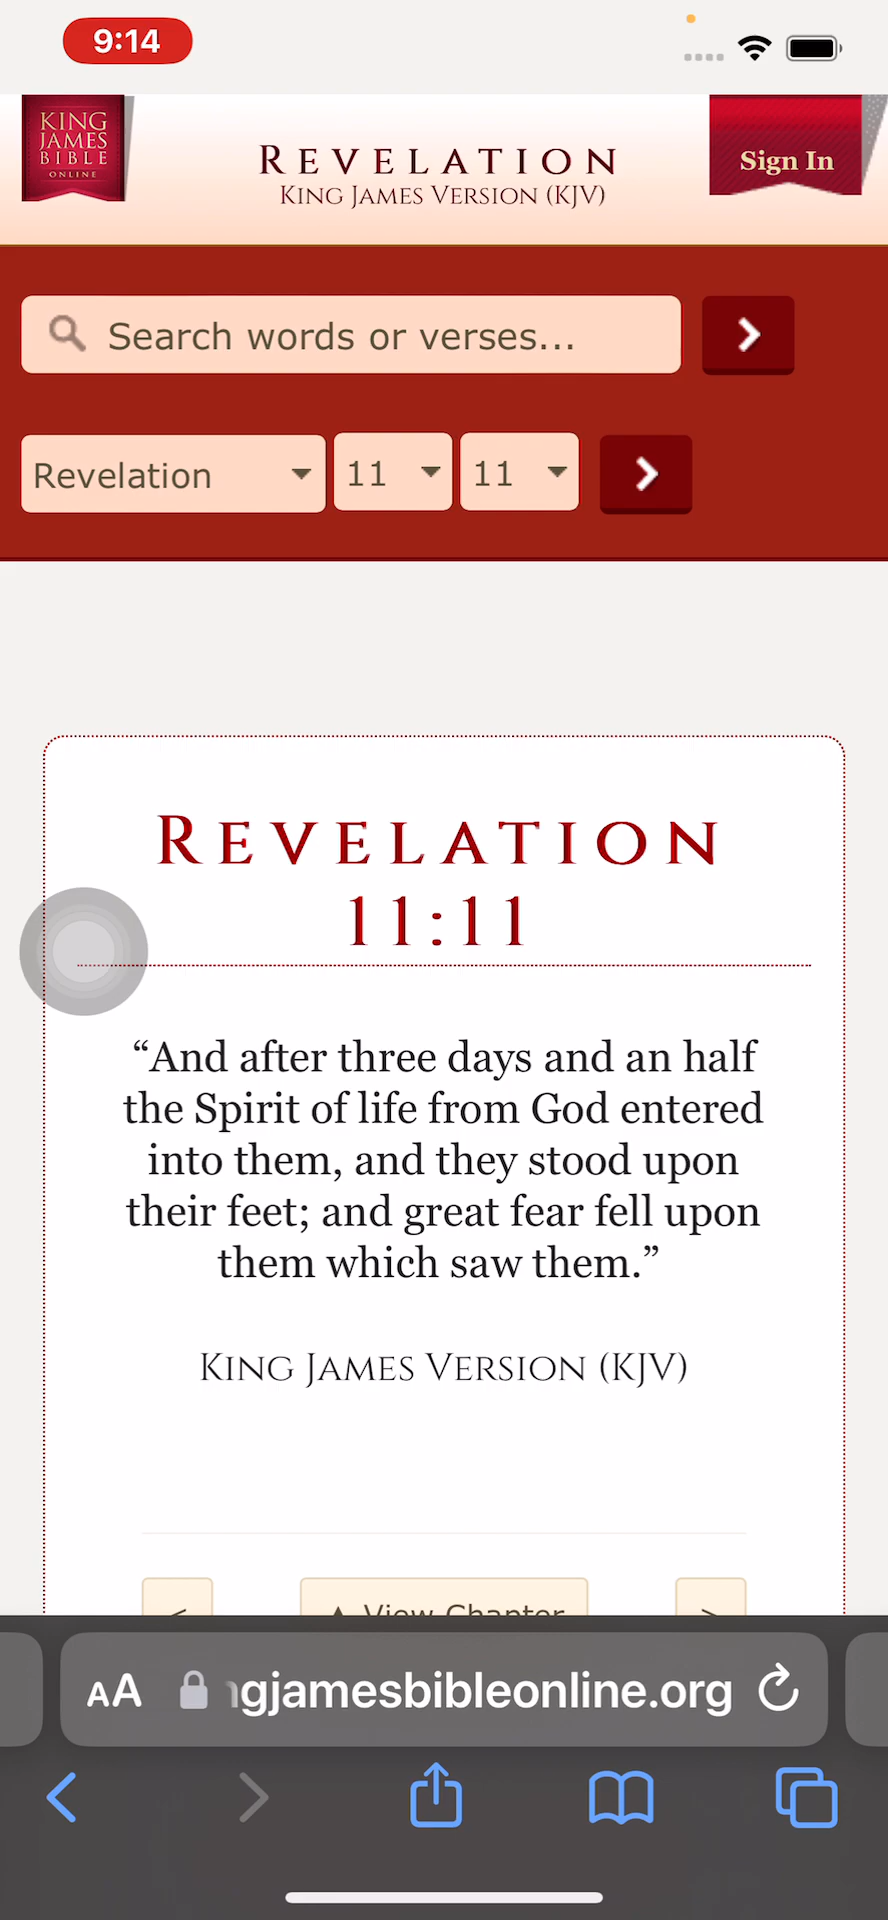 9:14
KING
JAMES
BIBLE
ONLINE
REVELATION
KING JAMES VERSION (KJV)
Sign In
Search words or verses...
Revelation 11 11
REVELATION
11:11
“And after three days and an half
the Spirit of life from God entered
into them, and they stood upon
their feet; and great fear fell upon
them which saw them.”
KING JAMES VERSION (KJV)
< ▲ View Chapter >
AA ngjamesbibleonline.org